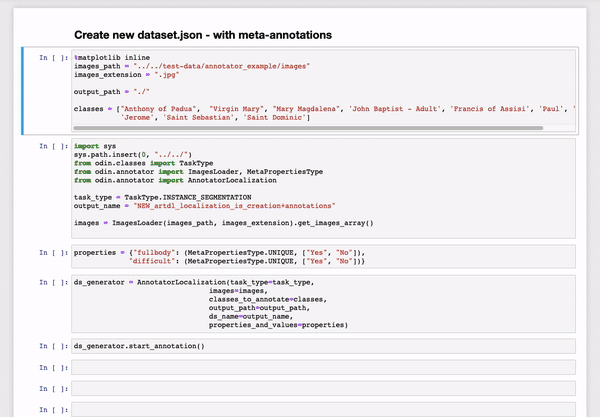 Create new dataset.json - with meta-annotations
In [ ]: %matplotlib inline
images_path = "../../test-data/annotator_example/images"
images_extension = ".jpg"
output_path = "./"
classes = ["Anthony of Padua",  "Virgin Mary", "Mary Magdalena", 'John Baptist - Adult', 'Francis of Assisi', 'Paul', '
'Jerome', 'Saint Sebastian', 'Saint Dominic']
In [ ]: import sys
sys.path.insert(0, "../../")
from odin.classes import TaskType
from odin.annotator import ImagesLoader, MetaPropertiesType
from odin.annotator import AnnotatorLocalization
task_type = TaskType.INSTANCE_SEGMENTATION
output_name = "NEW_artdl_localization_is_creation+annotations"
images = ImagesLoader(images_path, images_extension).get_images_array()
In [ ]: properties = {"fullbody": (MetaPropertiesType.UNIQUE, ["Yes", "No"]),
"difficult": (MetaPropertiesType.UNIQUE, ["Yes", "No"])}
In [ ]: ds_generator = AnnotatorLocalization(task_type=task_type,
images=images,
classes_to_annotate=classes,
output_path=output_path,
ds_name=output_name,
properties_and_values=properties)
In [ ]: ds_generator.start_annotation()
In [ ]:
In [ ]:
In [ ]: